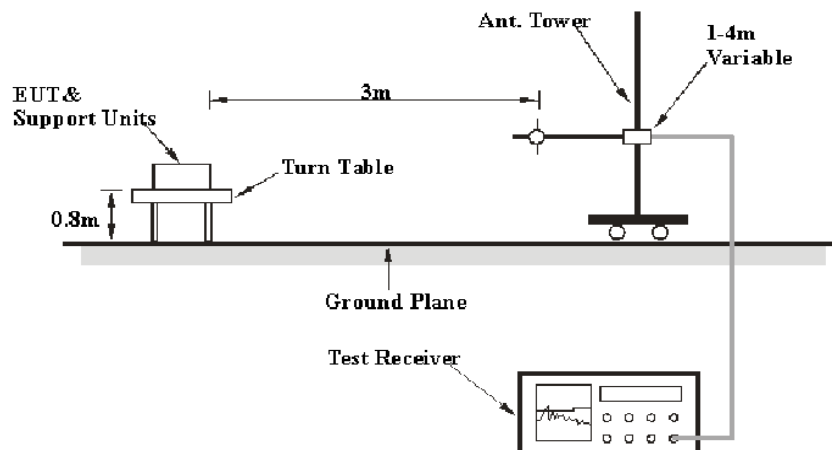 Ant. Tower
1-4m
Variable
EUT&
Support Units
3m
Turn Table
0.8m
Ground Plane
Test Receiver